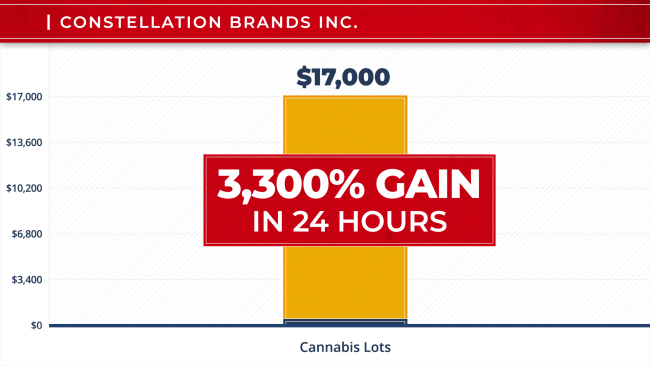 CONSTELLATION BRANDS INC.
$17,000
$17,000
$13,600
3,300% GAIN
$10,200
IN 24 HOURS
$6,800
$3,400
$0
Cannabis Lots